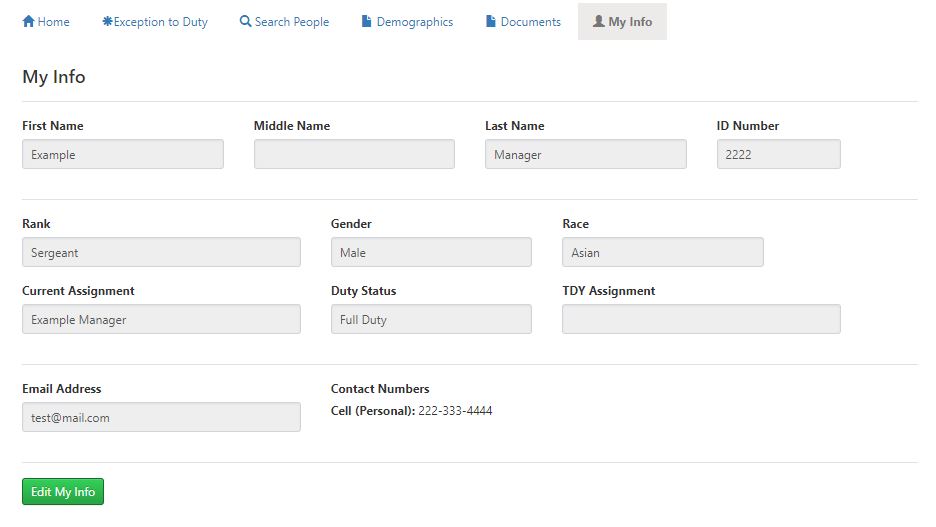 Home Exception to Duty Search People Demographics Documents My Info
My Info
First Name Middle Name Last Name ID Number
Example Manager 2222
Rank Gender Race
Sergeant Male Asian
Current Assignment Duty Status TDY Assignment
Example Manager Full Duty
Email Address Contact Numbers
Cell (Personal): 222-333-4444
test@mail.com
Edit My Info